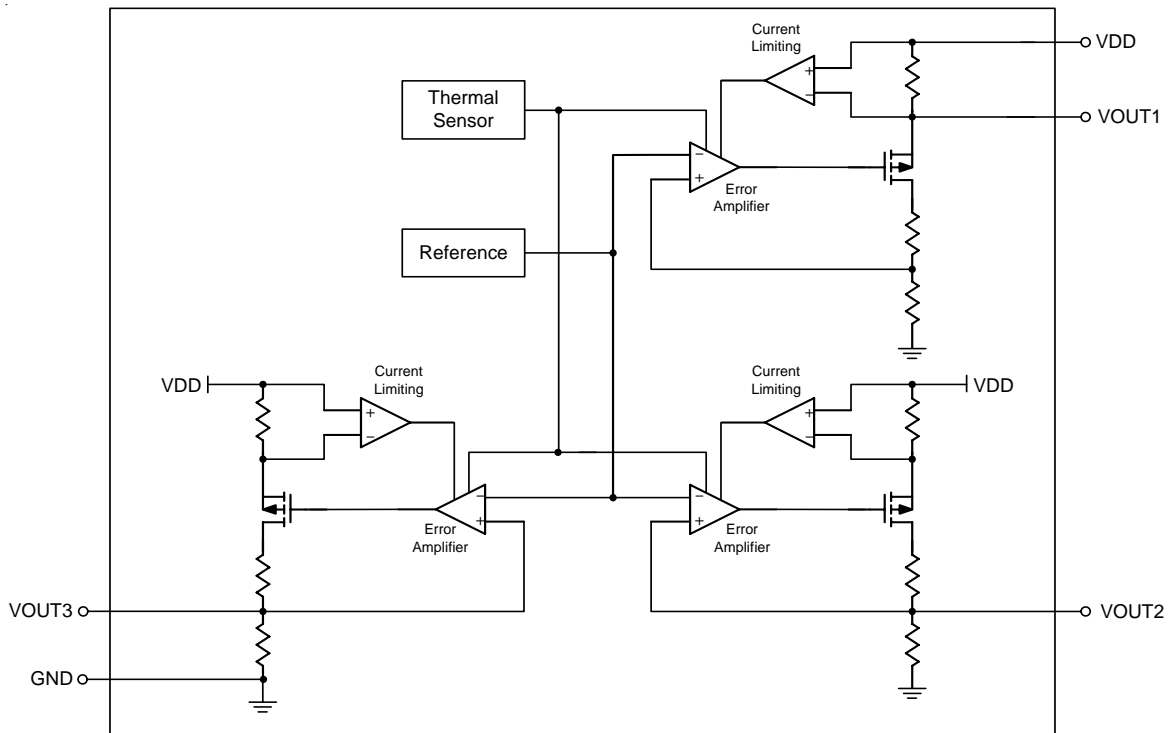 Current
Limiting
VDD
Thermal
Sensor
+
−
VOUT1
−
+
Error
Amplifier
Reference
VDD
Current
Limiting
+
−
Current
Limiting
+
−
VDD
−
+
Error
Amplifier
−
+
Error
Amplifier
VOUT3
VOUT2
GND